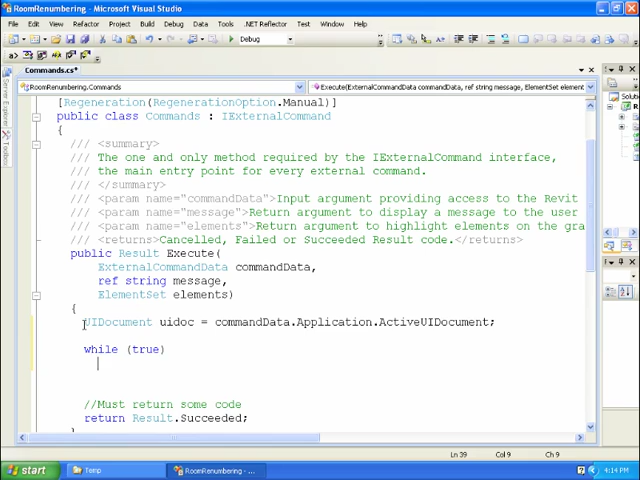 RoomRenumbering - Microsoft Visual Studio
File Edit View Refactor Project Build Debug Data Tools .NET Reflector Test Window Help
Debug
Commands.cs*
RoomRenumbering.Commands
Execute(ExternalCommandData commandData, ref string message, ElementSet element
Server Explorer
Toolbox
Solutio
[Regeneration(RegenerationOption.Manual)]
public class Commands : IExternalCommand
{
/// <summary>
/// The one and only method required by the IExternalCommand interface,
/// the main entry point for every external command.
/// </summary>
/// <param name="commandData">Input argument providing access to the Revit
/// <param name="message">Return argument to display a message to the user
/// <param name="elements">Return argument to highlight elements on the gra
/// <returns>Cancelled, Failed or Succeeded Result code.</returns>
public Result Execute(
ExternalCommandData commandData,
ref string message,
ElementSet elements)
{
UIDocument uidoc = commandData.Application.ActiveUIDocument;
while (true)
//Must return some code
return Result.Succeeded;
}
Ln 39 Col 9 Ch 9
start
Temp
RoomRenumbering - ...
4:14 PM